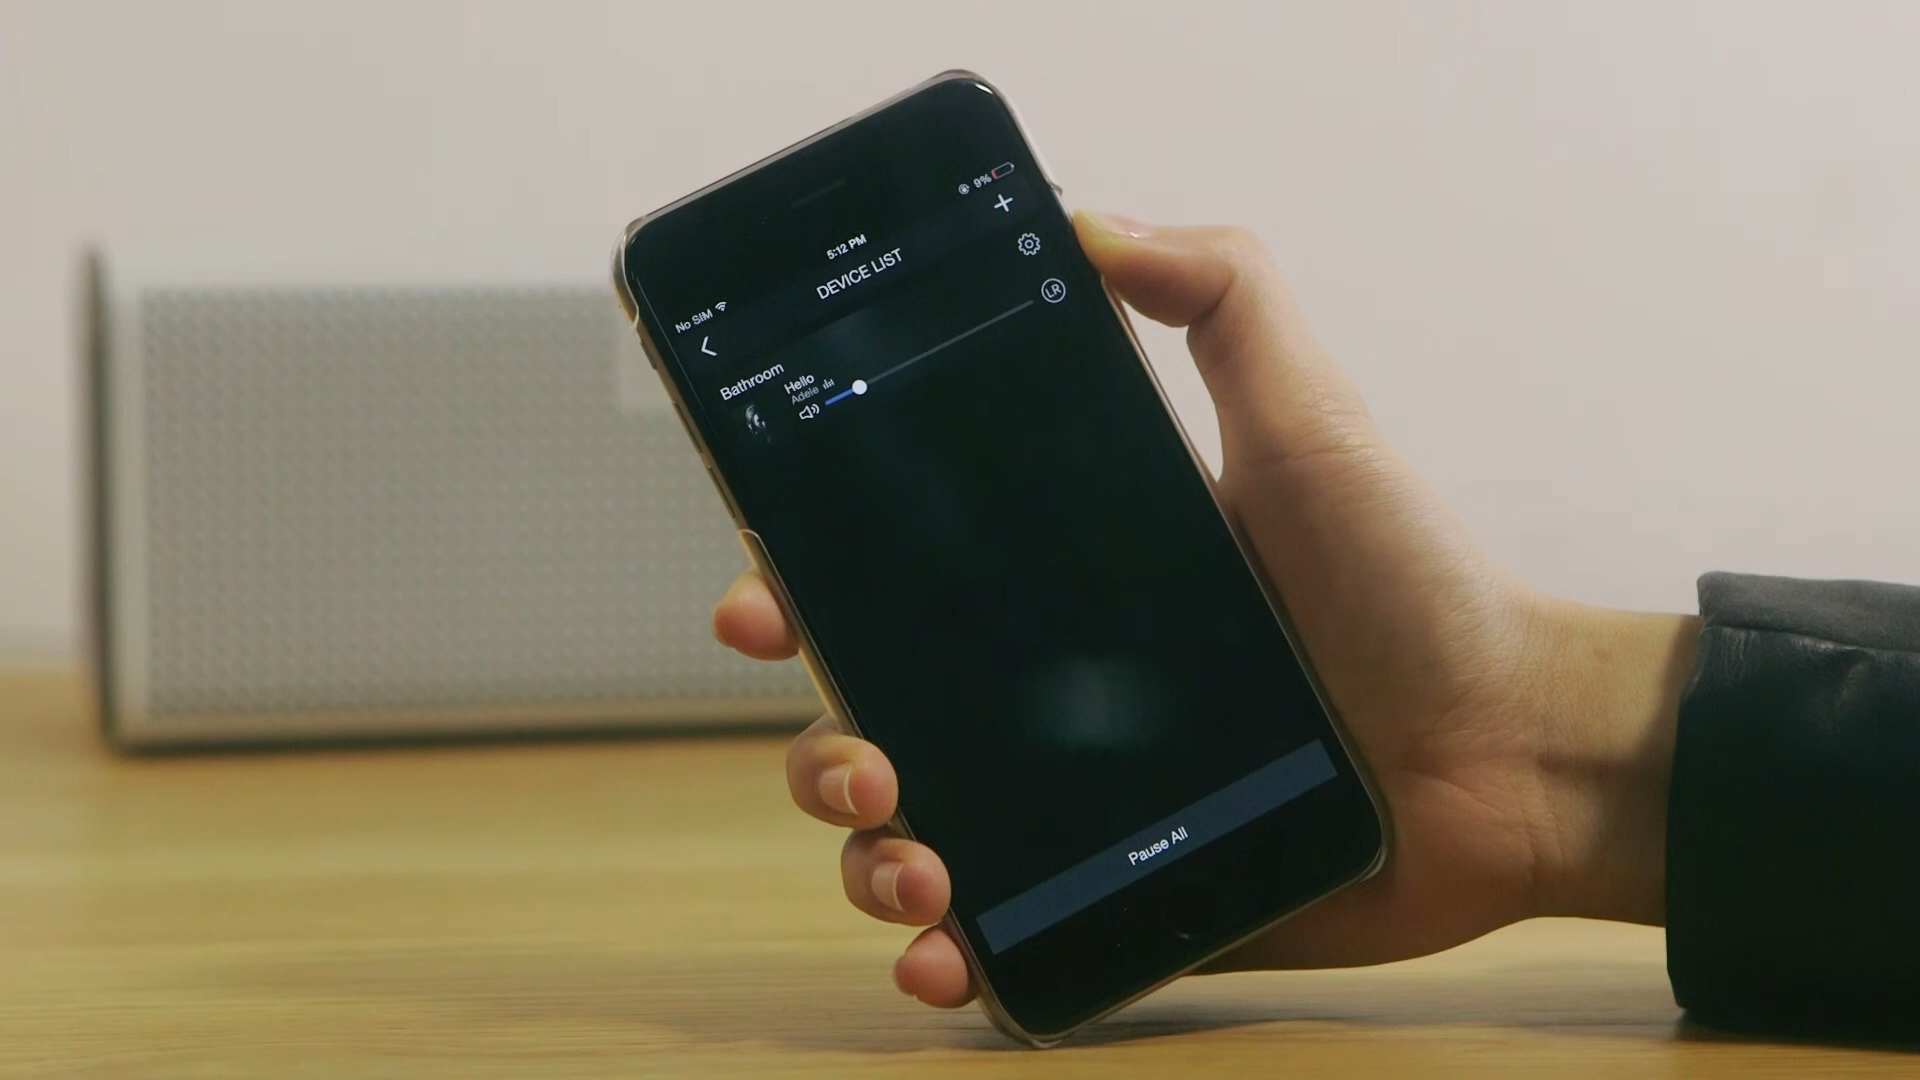 No SIM 5:12 PM 9%
DEVICE LIST
Bathroom
Hello
Adele
LR
Pause All